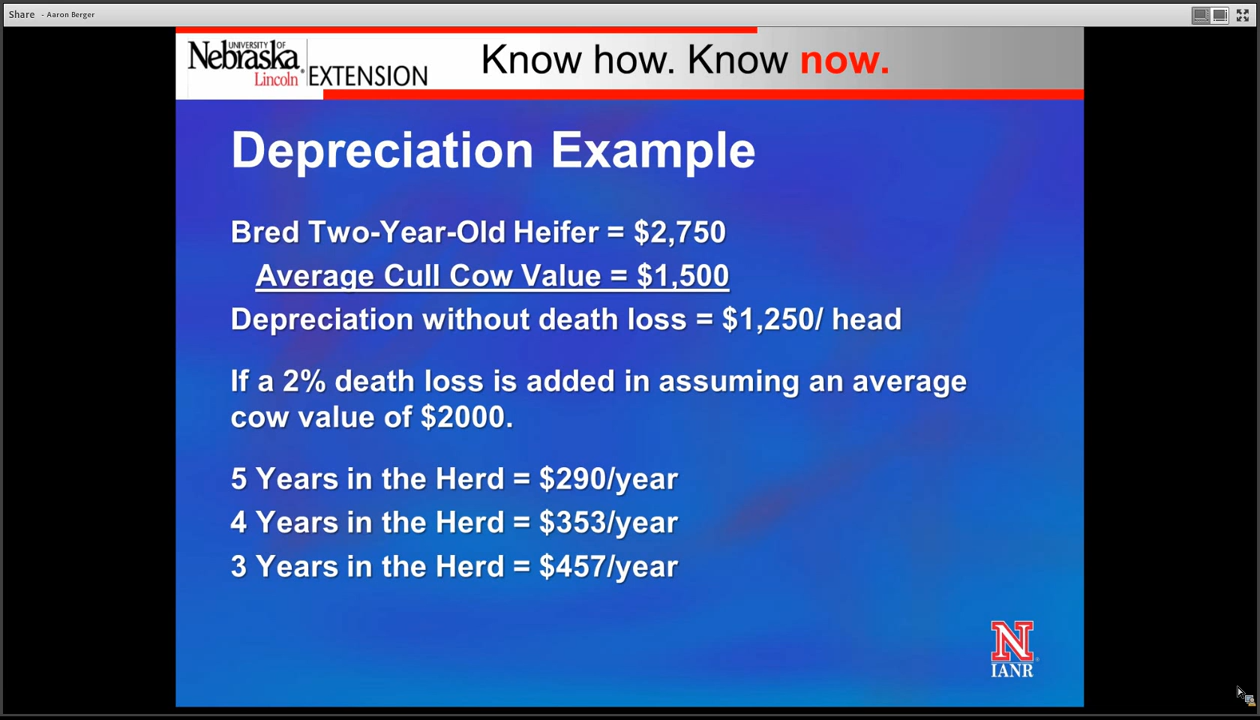 Share - Aaron Berger
UNIVERSITY OF
Nebraska
Lincoln
EXTENSION
Know how. Know now.
Depreciation Example
Bred Two-Year-Old Heifer = $2,750
Average Cull Cow Value = $1,500
Depreciation without death loss = $1,250/ head
If a 2% death loss is added in assuming an average
cow value of $2000.
5 Years in the Herd = $290/year
4 Years in the Herd = $353/year
3 Years in the Herd = $457/year
N
IANR